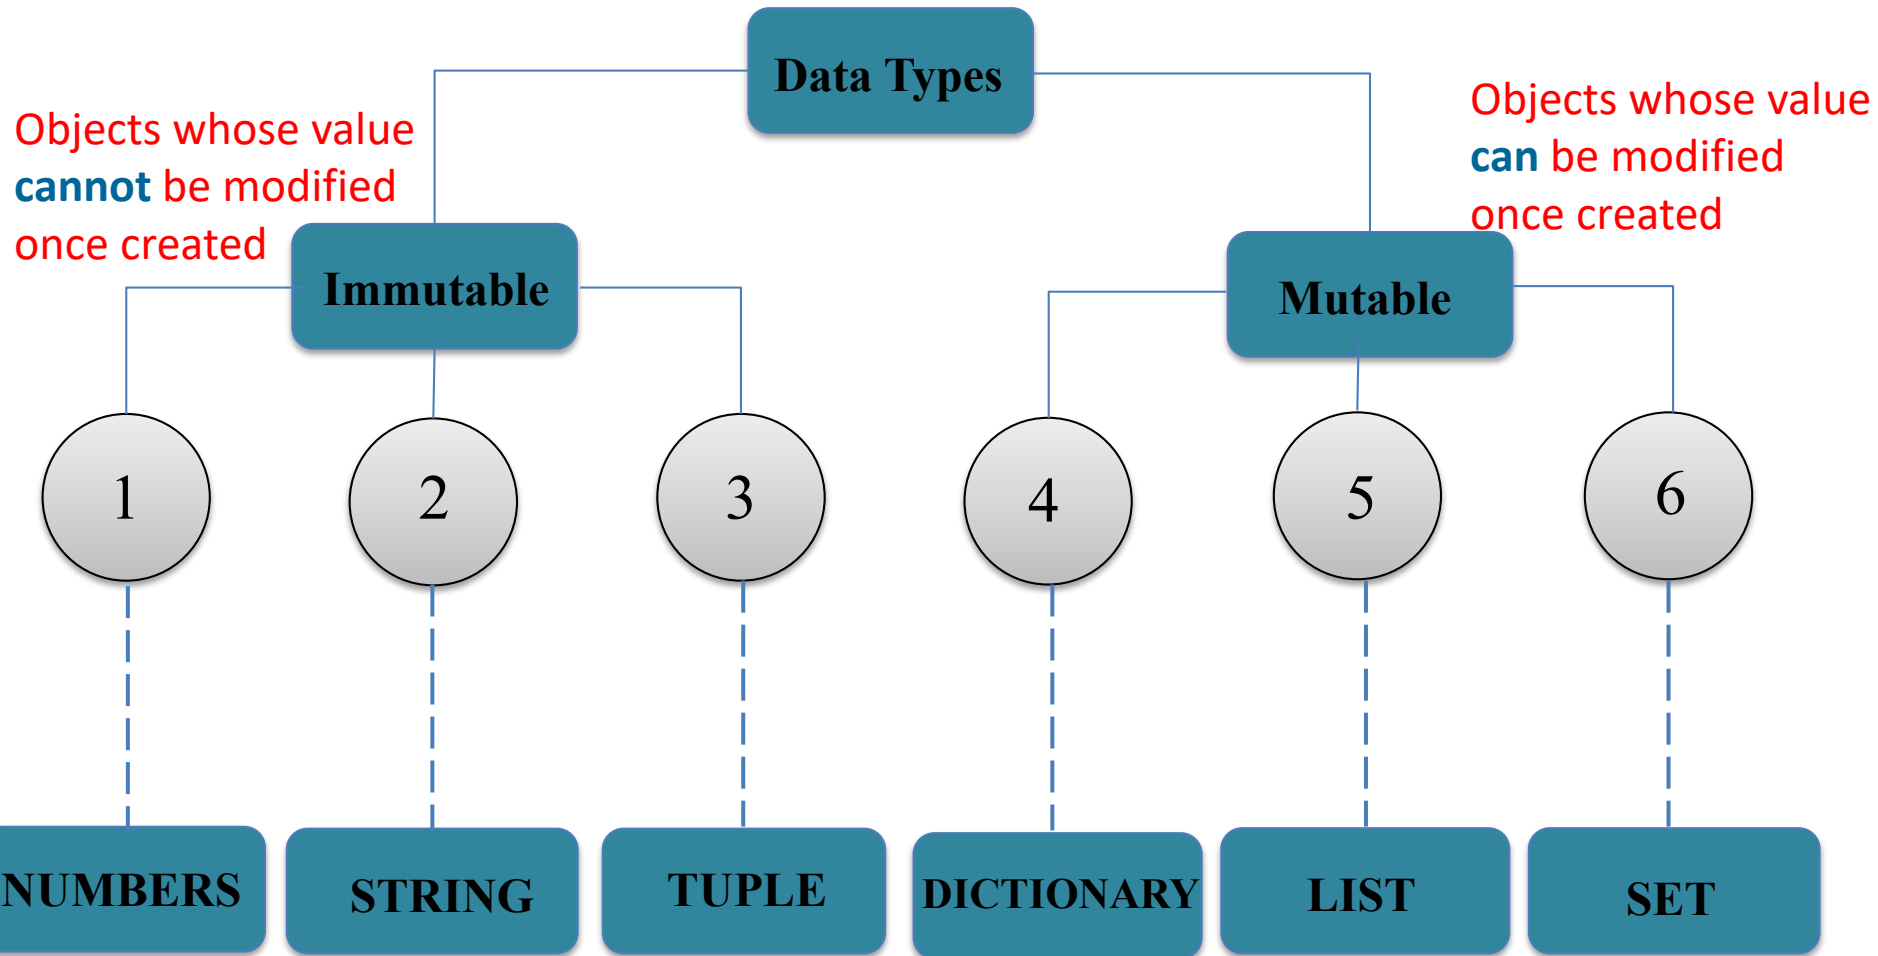 Data Types
Objects whose value
cannot be modified
once created
Objects whose value
can be modified
once created
Immutable
Mutable
1
2
3
4
5
6
NUMBERS
STRING
TUPLE
DICTIONARY
LIST
SET